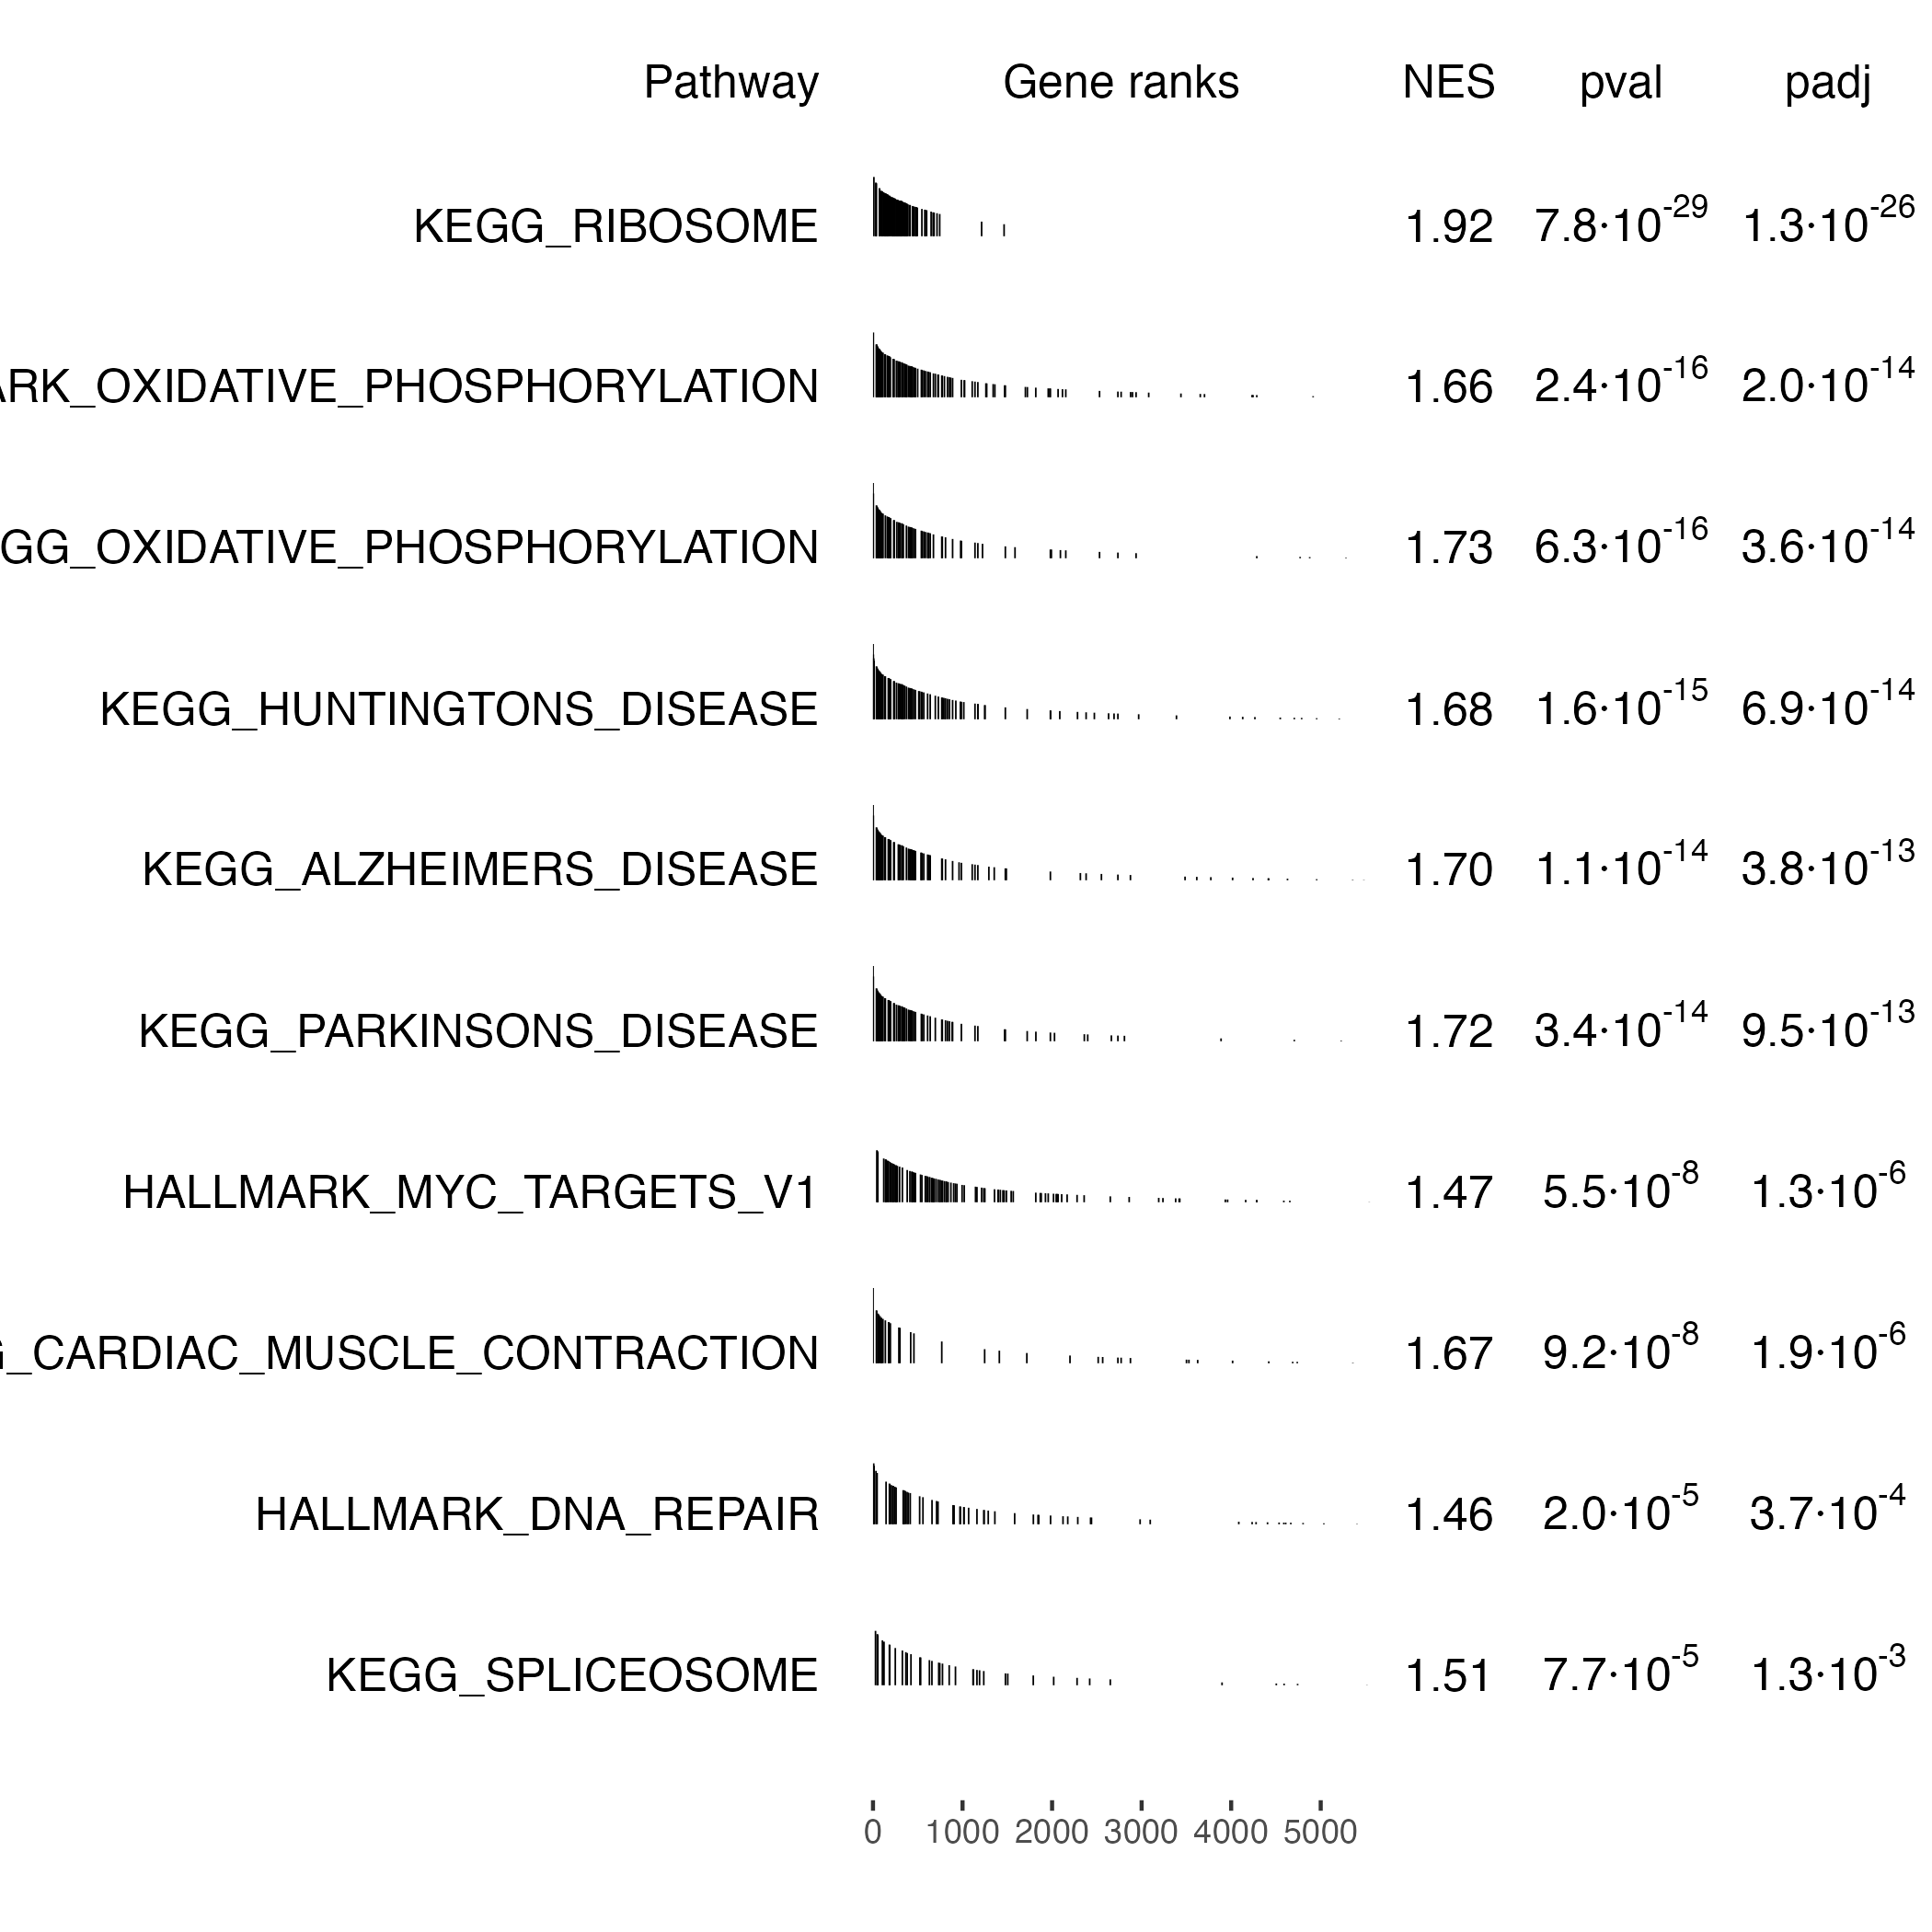 Pathway Gene ranks NES pval padj
KEGG_RIBOSOME 1.92 7.8·10-29 1.3·10-26
ARK_OXIDATIVE_PHOSPHORYLATION 1.66 2.4·10-16 2.0·10-14
GG_OXIDATIVE_PHOSPHORYLATION 1.73 6.3·10-16 3.6·10-14
KEGG_HUNTINGTONS_DISEASE 1.68 1.6·10-15 6.9·10-14
KEGG_ALZHEIMERS_DISEASE 1.70 1.1·10-14 3.8·10-13
KEGG_PARKINSONS_DISEASE 1.72 3.4·10-14 9.5·10-13
HALLMARK_MYC_TARGETS_V1 1.47 5.5·10-8 1.3·10-6
G_CARDIAC_MUSCLE_CONTRACTION 1.67 9.2·10-8 1.9·10-6
HALLMARK_DNA_REPAIR 1.46 2.0·10-5 3.7·10-4
KEGG_SPLICEOSOME 1.51 7.7·10-5 1.3·10-3
0 1000 2000 3000 4000 5000